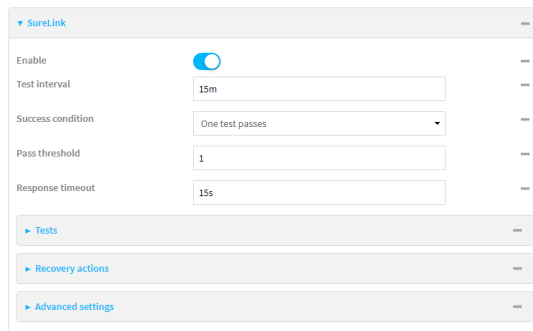 SureLink
Enable
Test interval
15m
Success condition
One test passes
Pass threshold
1
Response timeout
15s
Tests
Recovery actions
Advanced settings